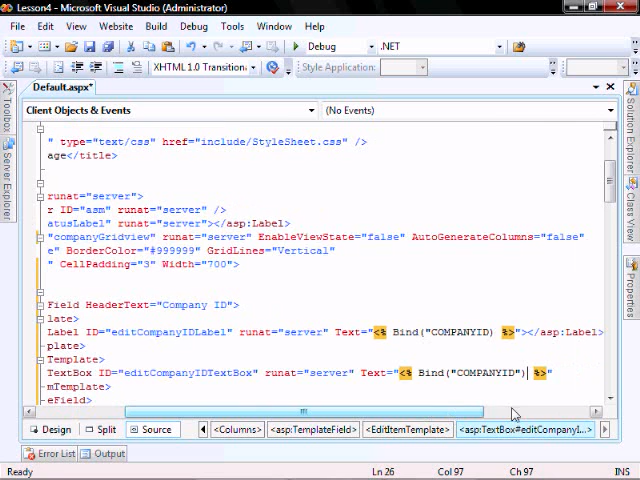 Lesson4 - Microsoft Visual Studio (Administrator)
File Edit View Website Build Debug Tools Window Help
Debug .NET
XHTML 1.0 Transition Style Application:
Default.aspx*
Client Objects & Events (No Events)
" type="text/css" href="include/StyleSheet.css" />
age</title>
runat="server">
r ID="asm" runat="server" />
atusLabel" runat="server"></asp:Label>
"companyGridview" runat="server" EnableViewState="false" AutoGenerateColumns="false"
e" BorderColor="#999999" GridLines="Vertical"
" CellPadding="3" Width="700">
Field HeaderText="Company ID">
late>
Label ID="editCompanyIDLabel" runat="server" Text="<% Bind("COMPANYID) %>"></asp:Label>
plate>
Template>
TextBox ID="editCompanyIDTextBox" runat="server" Text="<% Bind("COMPANYID") %>"
mTemplate>
eField>
Design Split Source <Columns> <asp:TemplateField> <EditItemTemplate> <asp:TextBox#editCompanyI...>
Error List Output
Ready Ln 26 Col 97 Ch 97 INS
Toolbox
Server Explorer
Solution Explorer
Class View
Properties